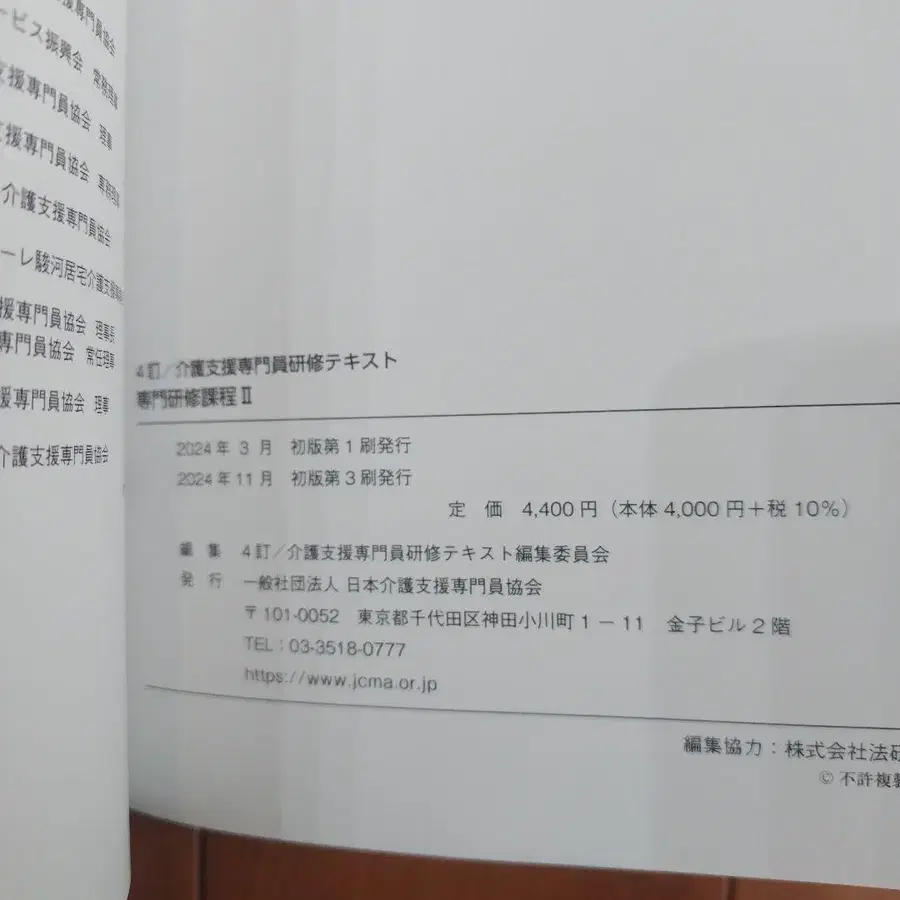 援専門員協会
ービス振興会 常務理事
支援専門員協会 理事
支援専門員協会 専務理事
介護支援専門員協会
ーレ駿河居宅介護支援
援専門員協会 理事長
専門員協会 常任理事
援専門員協会 理事
介護支援専門員協会
4訂/介護支援専門員研修テキスト
専門研修課程Ⅱ
2024年 3月 初版第1刷発行
2024年11月 初版第3刷発行
定 価 4,400円(本体4,000円+税10%)
編 集 4訂/介護支援専門員研修テキスト編集委員会
発 行 一般社団法人 日本介護支援専門員協会
〒101-0052 東京都千代田区神田小川町1-11 金子ビル2階
TEL:03-3518-0777
https://www.jcma.or.jp
編集協力:株式会社法研
© 不許複製